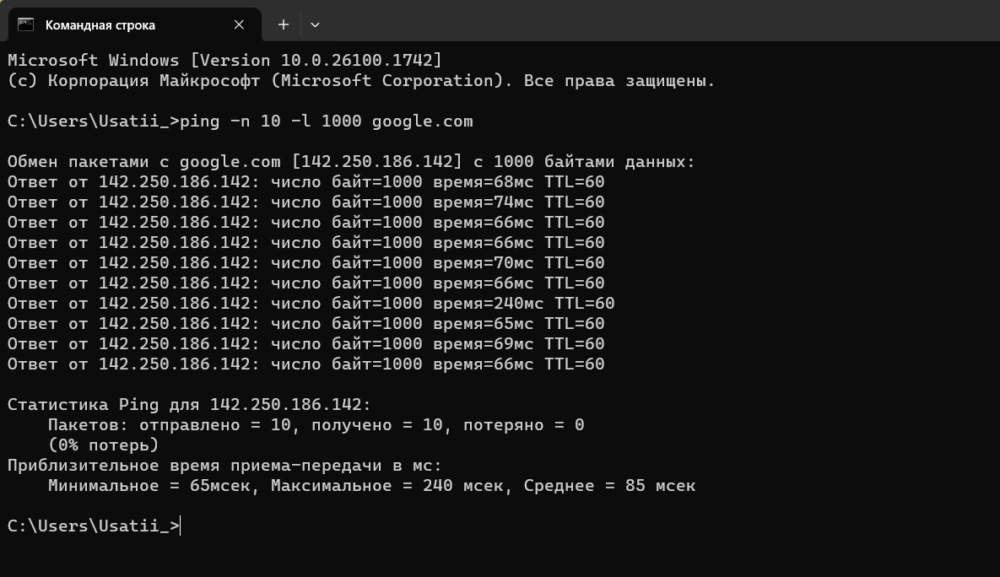 Командная строка
Microsoft Windows [Version 10.0.26100.1742]
(c) Корпорация Майкрософт (Microsoft Corporation). Все права защищены.
C:\Users\Usatii_>ping -n 10 -l 1000 google.com
Обмен пакетами с google.com [142.250.186.142] с 1000 байтами данных:
Ответ от 142.250.186.142: число байт=1000 время=68мс TTL=60
Ответ от 142.250.186.142: число байт=1000 время=74мс TTL=60
Ответ от 142.250.186.142: число байт=1000 время=66мс TTL=60
Ответ от 142.250.186.142: число байт=1000 время=66мс TTL=60
Ответ от 142.250.186.142: число байт=1000 время=70мс TTL=60
Ответ от 142.250.186.142: число байт=1000 время=66мс TTL=60
Ответ от 142.250.186.142: число байт=1000 время=240мс TTL=60
Ответ от 142.250.186.142: число байт=1000 время=65мс TTL=60
Ответ от 142.250.186.142: число байт=1000 время=69мс TTL=60
Ответ от 142.250.186.142: число байт=1000 время=66мс TTL=60
Статистика Ping для 142.250.186.142:
    Пакетов: отправлено = 10, получено = 10, потеряно = 0
    (0% потерь)
Приблизительное время приема-передачи в мс:
    Минимальное = 65мсек, Максимальное = 240 мсек, Среднее = 85 мсек
C:\Users\Usatii_>